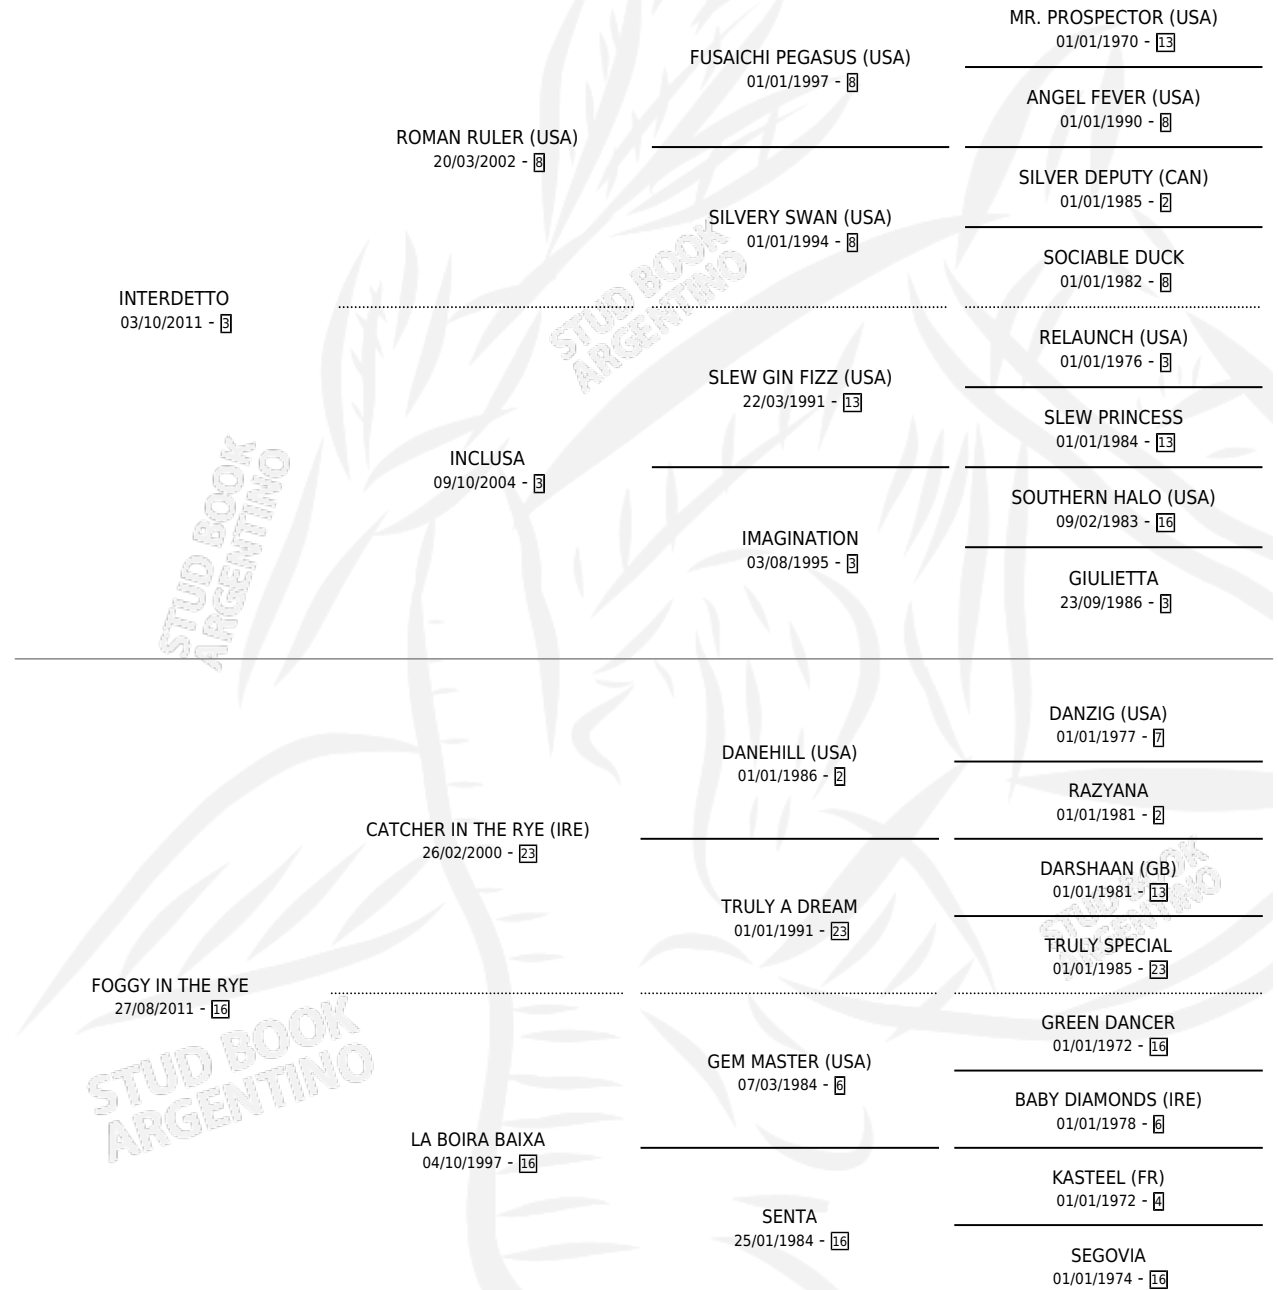 MR. PROSPECTOR (USA)
01/01/1970 - 13
FUSAICHI PEGASUS (USA)
01/01/1997 - 8
ANGEL FEVER (USA)
01/01/1990 - 8
ROMAN RULER (USA)
20/03/2002 - 8
SILVER DEPUTY (CAN)
01/01/1985 - 2
SILVERY SWAN (USA)
01/01/1994 - 8
SOCIABLE DUCK
01/01/1982 - 8
STUD BOOK
ARGENTINO
INTERDETTO
03/10/2011 - 3
RELAUNCH (USA)
01/01/1976 - 3
SLEW GIN FIZZ (USA)
22/03/1991 - 13
SLEW PRINCESS
01/01/1984 - 13
INCLUSA
09/10/2004 - 3
SOUTHERN HALO (USA)
09/02/1983 - 16
IMAGINATION
03/08/1995 - 3
GIULIETTA
23/09/1986 - 3
STUD BOOK
ARGENTINO
DANZIG (USA)
01/01/1977 - 7
DANEHILL (USA)
01/01/1986 - 2
RAZYANA
01/01/1981 - 2
CATCHER IN THE RYE (IRE)
26/02/2000 - 23
DARSHAAN (GB)
01/01/1981 - 13
TRULY A DREAM
01/01/1991 - 23
TRULY SPECIAL
01/01/1985 - 23
STUD BOOK
ARGENTINO
FOGGY IN THE RYE
27/08/2011 - 16
GREEN DANCER
01/01/1972 - 16
GEM MASTER (USA)
07/03/1984 - 6
BABY DIAMONDS (IRE)
01/01/1978 - 6
STUD BOOK
ARGENTINO
LA BOIRA BAIXA
04/10/1997 - 16
KASTEEL (FR)
01/01/1972 - 4
SENTA
25/01/1984 - 16
SEGOVIA
01/01/1974 - 16